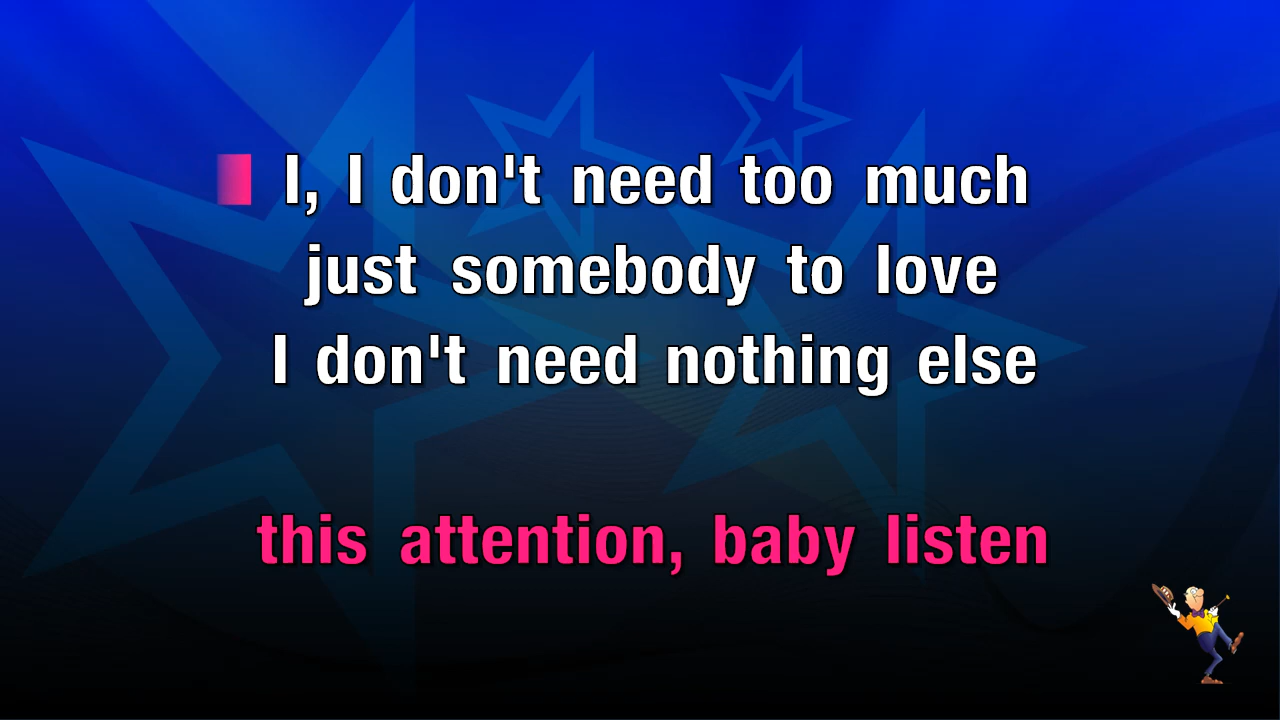 I, I don't need too much
just somebody to love
I don't need nothing else
this attention, baby listen